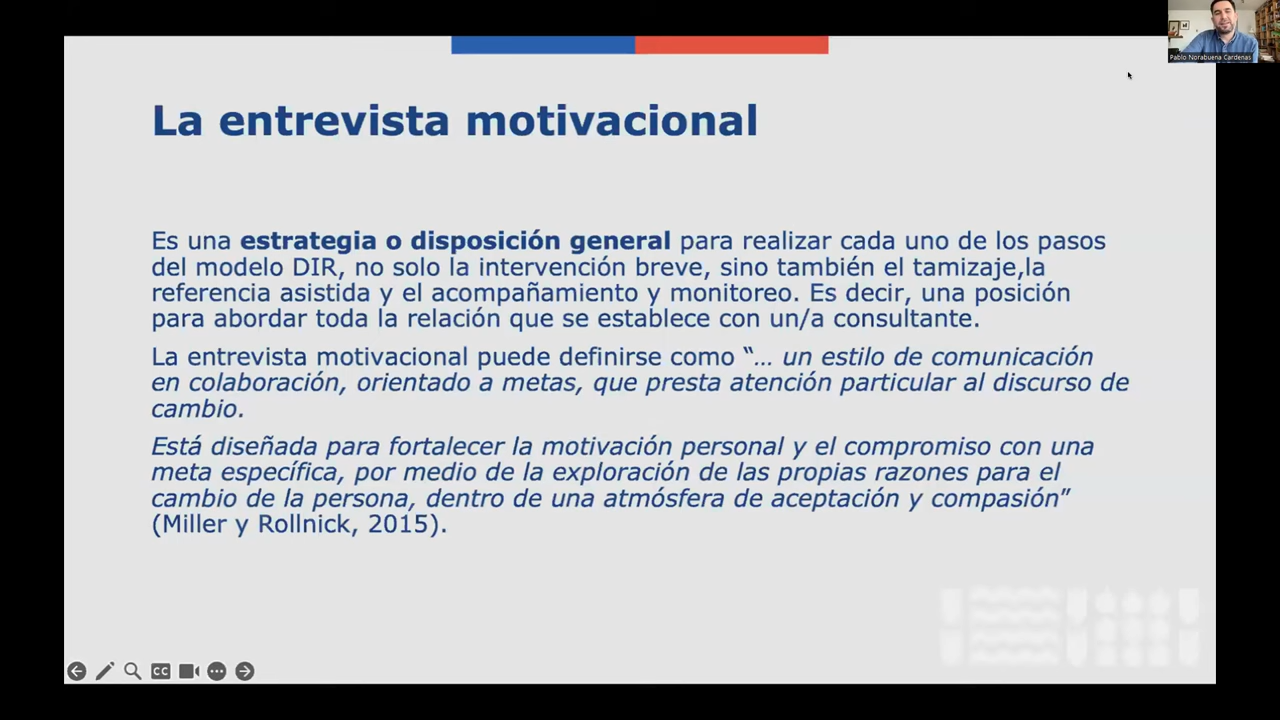 Pablo Norabuena Cardenas
La entrevista motivacional
Es una estrategia o disposición general para realizar cada uno de los pasos
del modelo DIR, no solo la intervención breve, sino también el tamizaje,la
referencia asistida y el acompañamiento y monitoreo. Es decir, una posición
para abordar toda la relación que se establece con un/a consultante.
La entrevista motivacional puede definirse como “… un estilo de comunicación
en colaboración, orientado a metas, que presta atención particular al discurso de
cambio.
Está diseñada para fortalecer la motivación personal y el compromiso con una
meta específica, por medio de la exploración de las propias razones para el
cambio de la persona, dentro de una atmósfera de aceptación y compasión”
(Miller y Rollnick, 2015).
CC